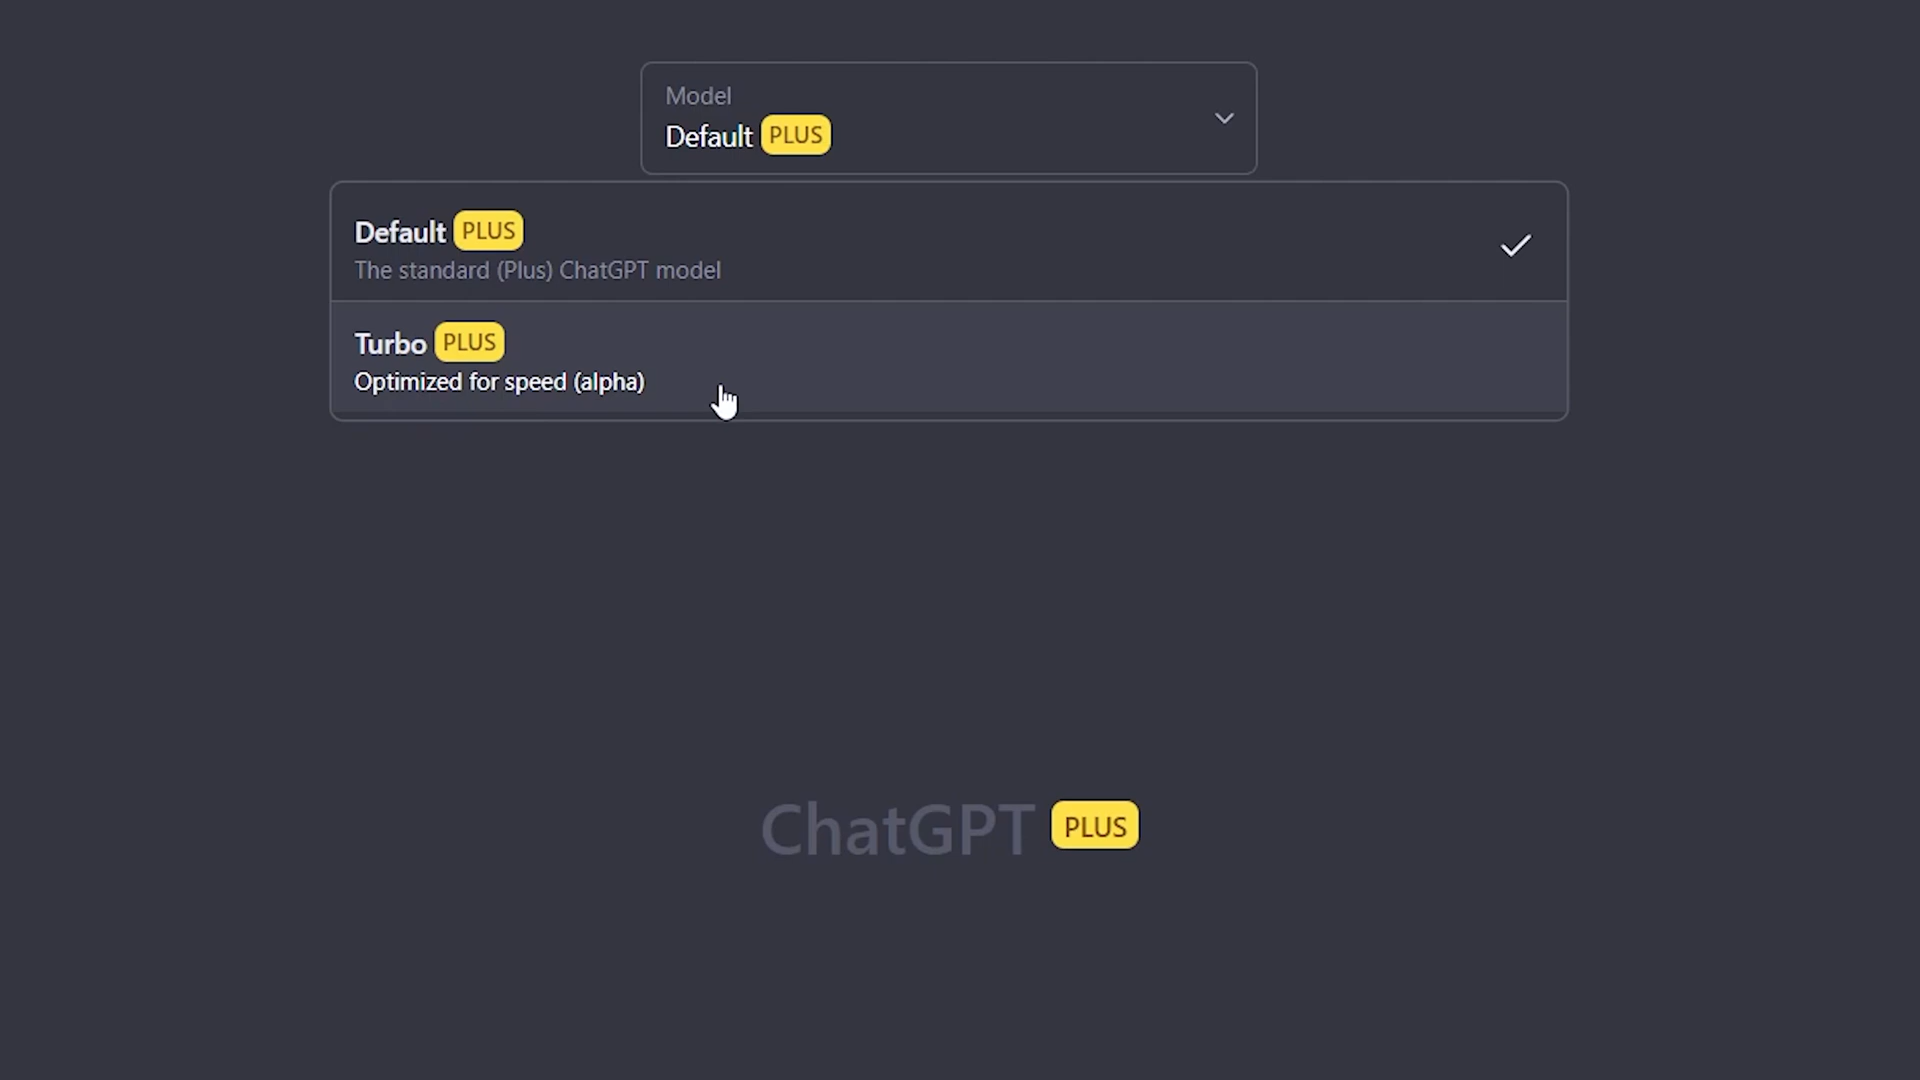 Model
Default PLUS
Default PLUS
The standard (Plus) ChatGPT model
Turbo PLUS
Optimized for speed (alpha)
ChatGPT PLUS